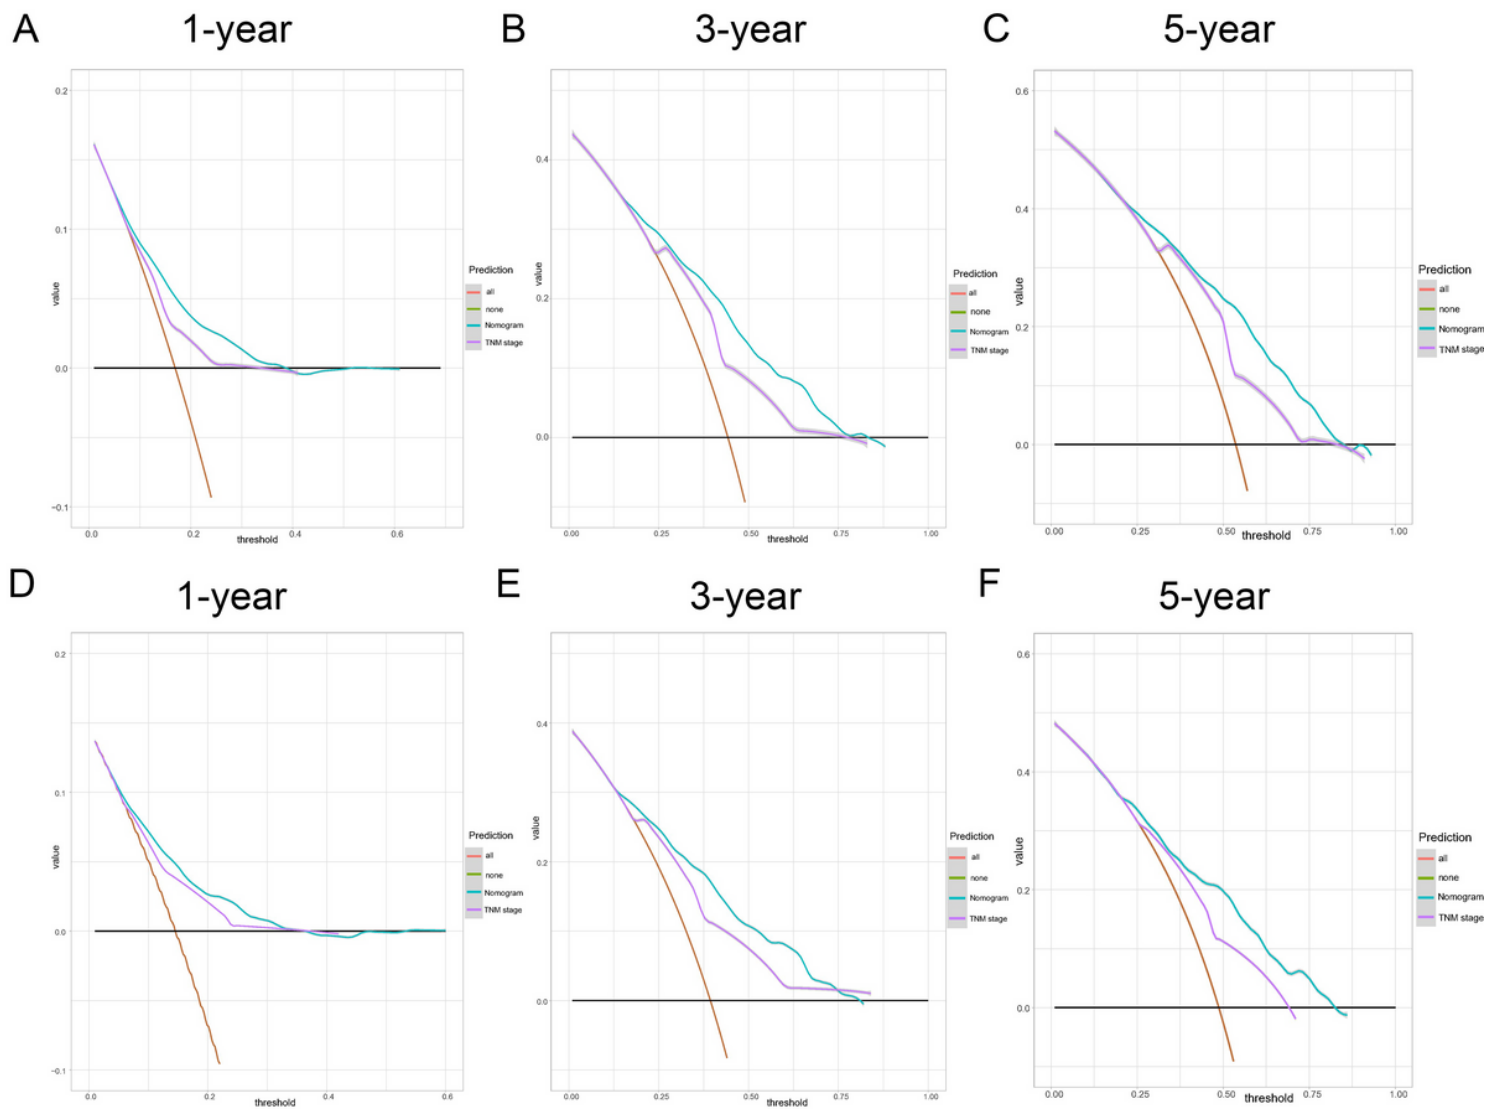 A 1-year
B 3-year
C 5-year
0.2
0.1
0.0
−0.1
value
0.0 0.2 0.4 0.6
threshold
Prediction
all
none
Nomogram
TNM stage
0.4
0.2
0.0
value
0.00 0.25 0.50 0.75 1.00
threshold
Prediction
all
none
Nomogram
TNM stage
0.6
0.4
0.2
0.0
value
0.00 0.25 0.50 0.75 1.00
threshold
Prediction
all
none
Nomogram
TNM stage
D 1-year
E 3-year
F 5-year
0.2
0.1
0.0
−0.1
value
0.0 0.2 0.4 0.6
threshold
Prediction
all
none
Nomogram
TNM stage
0.4
0.2
0.0
value
0.00 0.25 0.50 0.75 1.00
threshold
Prediction
all
none
Nomogram
TNM stage
0.6
0.4
0.2
0.0
value
0.00 0.25 0.50 0.75 1.00
threshold
Prediction
all
none
Nomogram
TNM stage